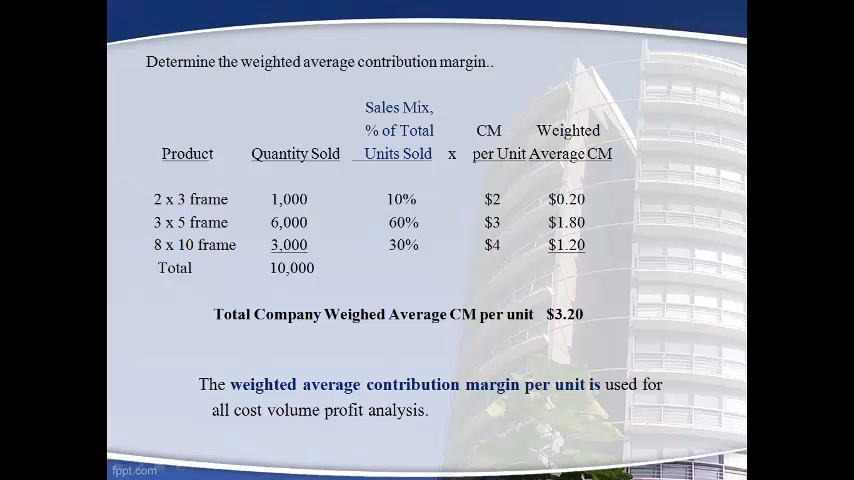 Determine the weighted average contribution margin..
Sales Mix,
% of Total CM Weighted
Product Quantity Sold Units Sold x per Unit Average CM
2 x 3 frame 1,000 10% $2 $0.20
3 x 5 frame 6,000 60% $3 $1.80
8 x 10 frame 3,000 30% $4 $1.20
Total 10,000
Total Company Weighed Average CM per unit $3.20
The weighted average contribution margin per unit is used for
all cost volume profit analysis.
fppt.com